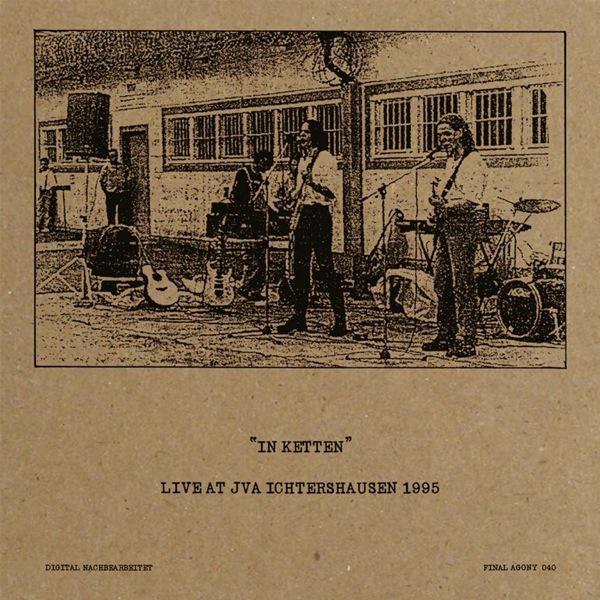 "IN KETTEN"
LIVE AT JVA ICHTERSHAUSEN 1995
DIGITAL NACHBEARBEITET
FINAL AGONY 040